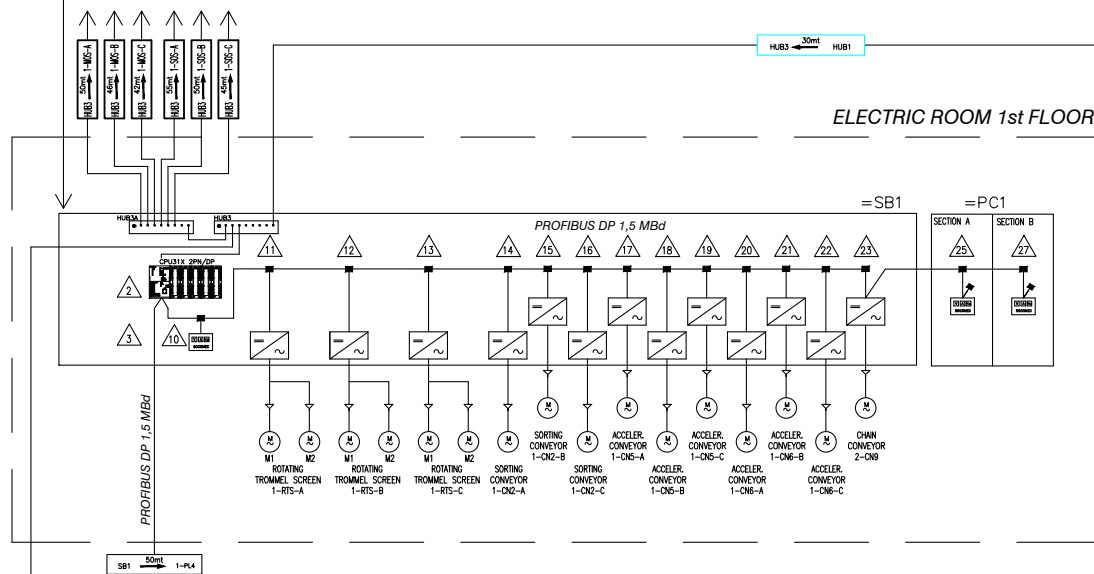 50mt
HUB3 1-MOS-A
46mt
HUB3 1-MOS-B
42mt
HUB3 1-MOS-C
55mt
HUB3 1-SOS-A
50mt
HUB3 1-SOS-B
45mt
HUB3 1-SOS-C
30mt
HUB3 HUB1
ELECTRIC ROOM 1st FLOOR
HUB3A
HUB3
PROFIBUS DP 1,5 MBd
=SB1
=PC1
SECTION A
SECTION B
CPU31X 2PN/DP
2
3
10
11
12
13
14
15
16
17
18
19
20
21
22
23
25
27
V A Hz
SOCOMEC
PROFIBUS DP 1,5 MBd
M1 M2
ROTATING
TROMMEL SCREEN
1-RTS-A
M1 M2
ROTATING
TROMMEL SCREEN
1-RTS-B
M1 M2
ROTATING
TROMMEL SCREEN
1-RTS-C
SORTING
CONVEYOR
1-CN2-A
SORTING
CONVEYOR
1-CN2-B
SORTING
CONVEYOR
1-CN2-C
ACCELER.
CONVEYOR
1-CN5-A
ACCELER.
CONVEYOR
1-CN5-B
ACCELER.
CONVEYOR
1-CN5-C
ACCELER.
CONVEYOR
1-CN6-A
ACCELER.
CONVEYOR
1-CN6-B
ACCELER.
CONVEYOR
1-CN6-C
CHAIN
CONVEYOR
2-CN9
50mt
SB1 1-PL4